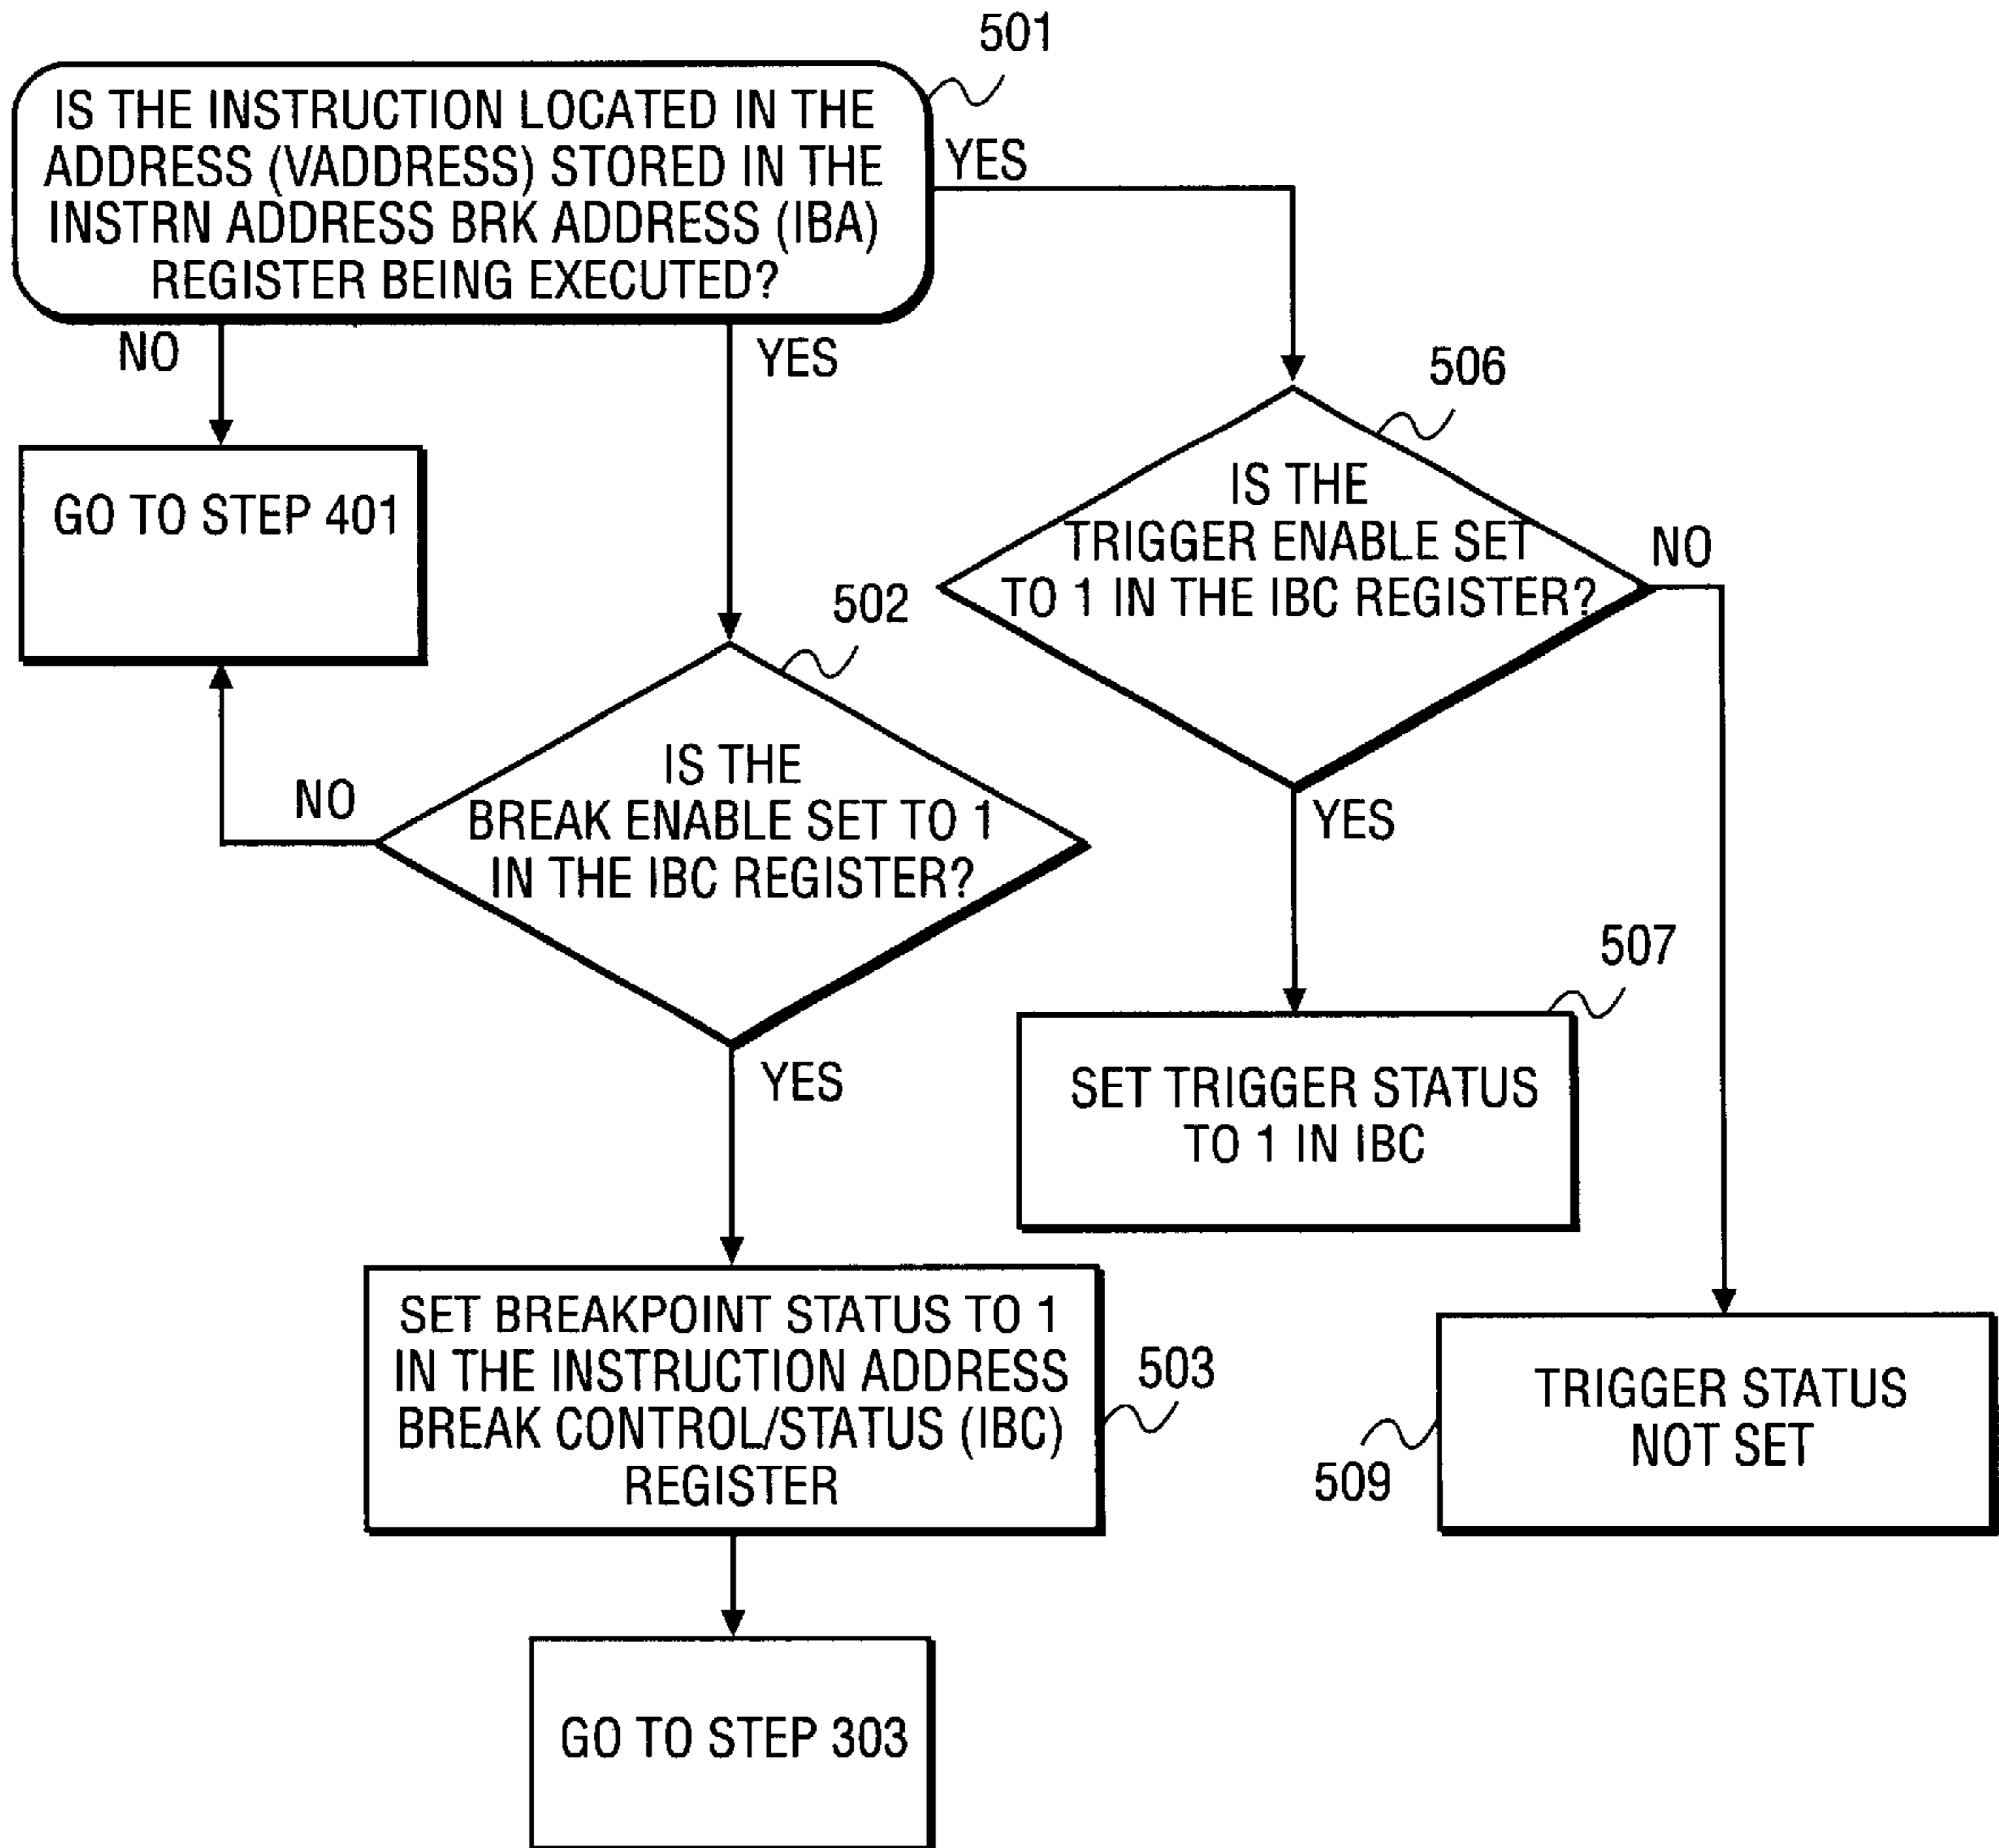 501
IS THE INSTRUCTION LOCATED IN THE
ADDRESS (VADDRESS) STORED IN THE
INSTRN ADDRESS BRK ADDRESS (IBA)
REGISTER BEING EXECUTED?
YES
NO
YES
506
GO TO STEP 401
IS THE
TRIGGER ENABLE SET
TO 1 IN THE IBC REGISTER?
NO
YES
502
IS THE
BREAK ENABLE SET TO 1
IN THE IBC REGISTER?
NO
YES
507
SET TRIGGER STATUS
TO 1 IN IBC
SET BREAKPOINT STATUS TO 1
IN THE INSTRUCTION ADDRESS
BREAK CONTROL/STATUS (IBC)
REGISTER
503
TRIGGER STATUS
NOT SET
509
GO TO STEP 303